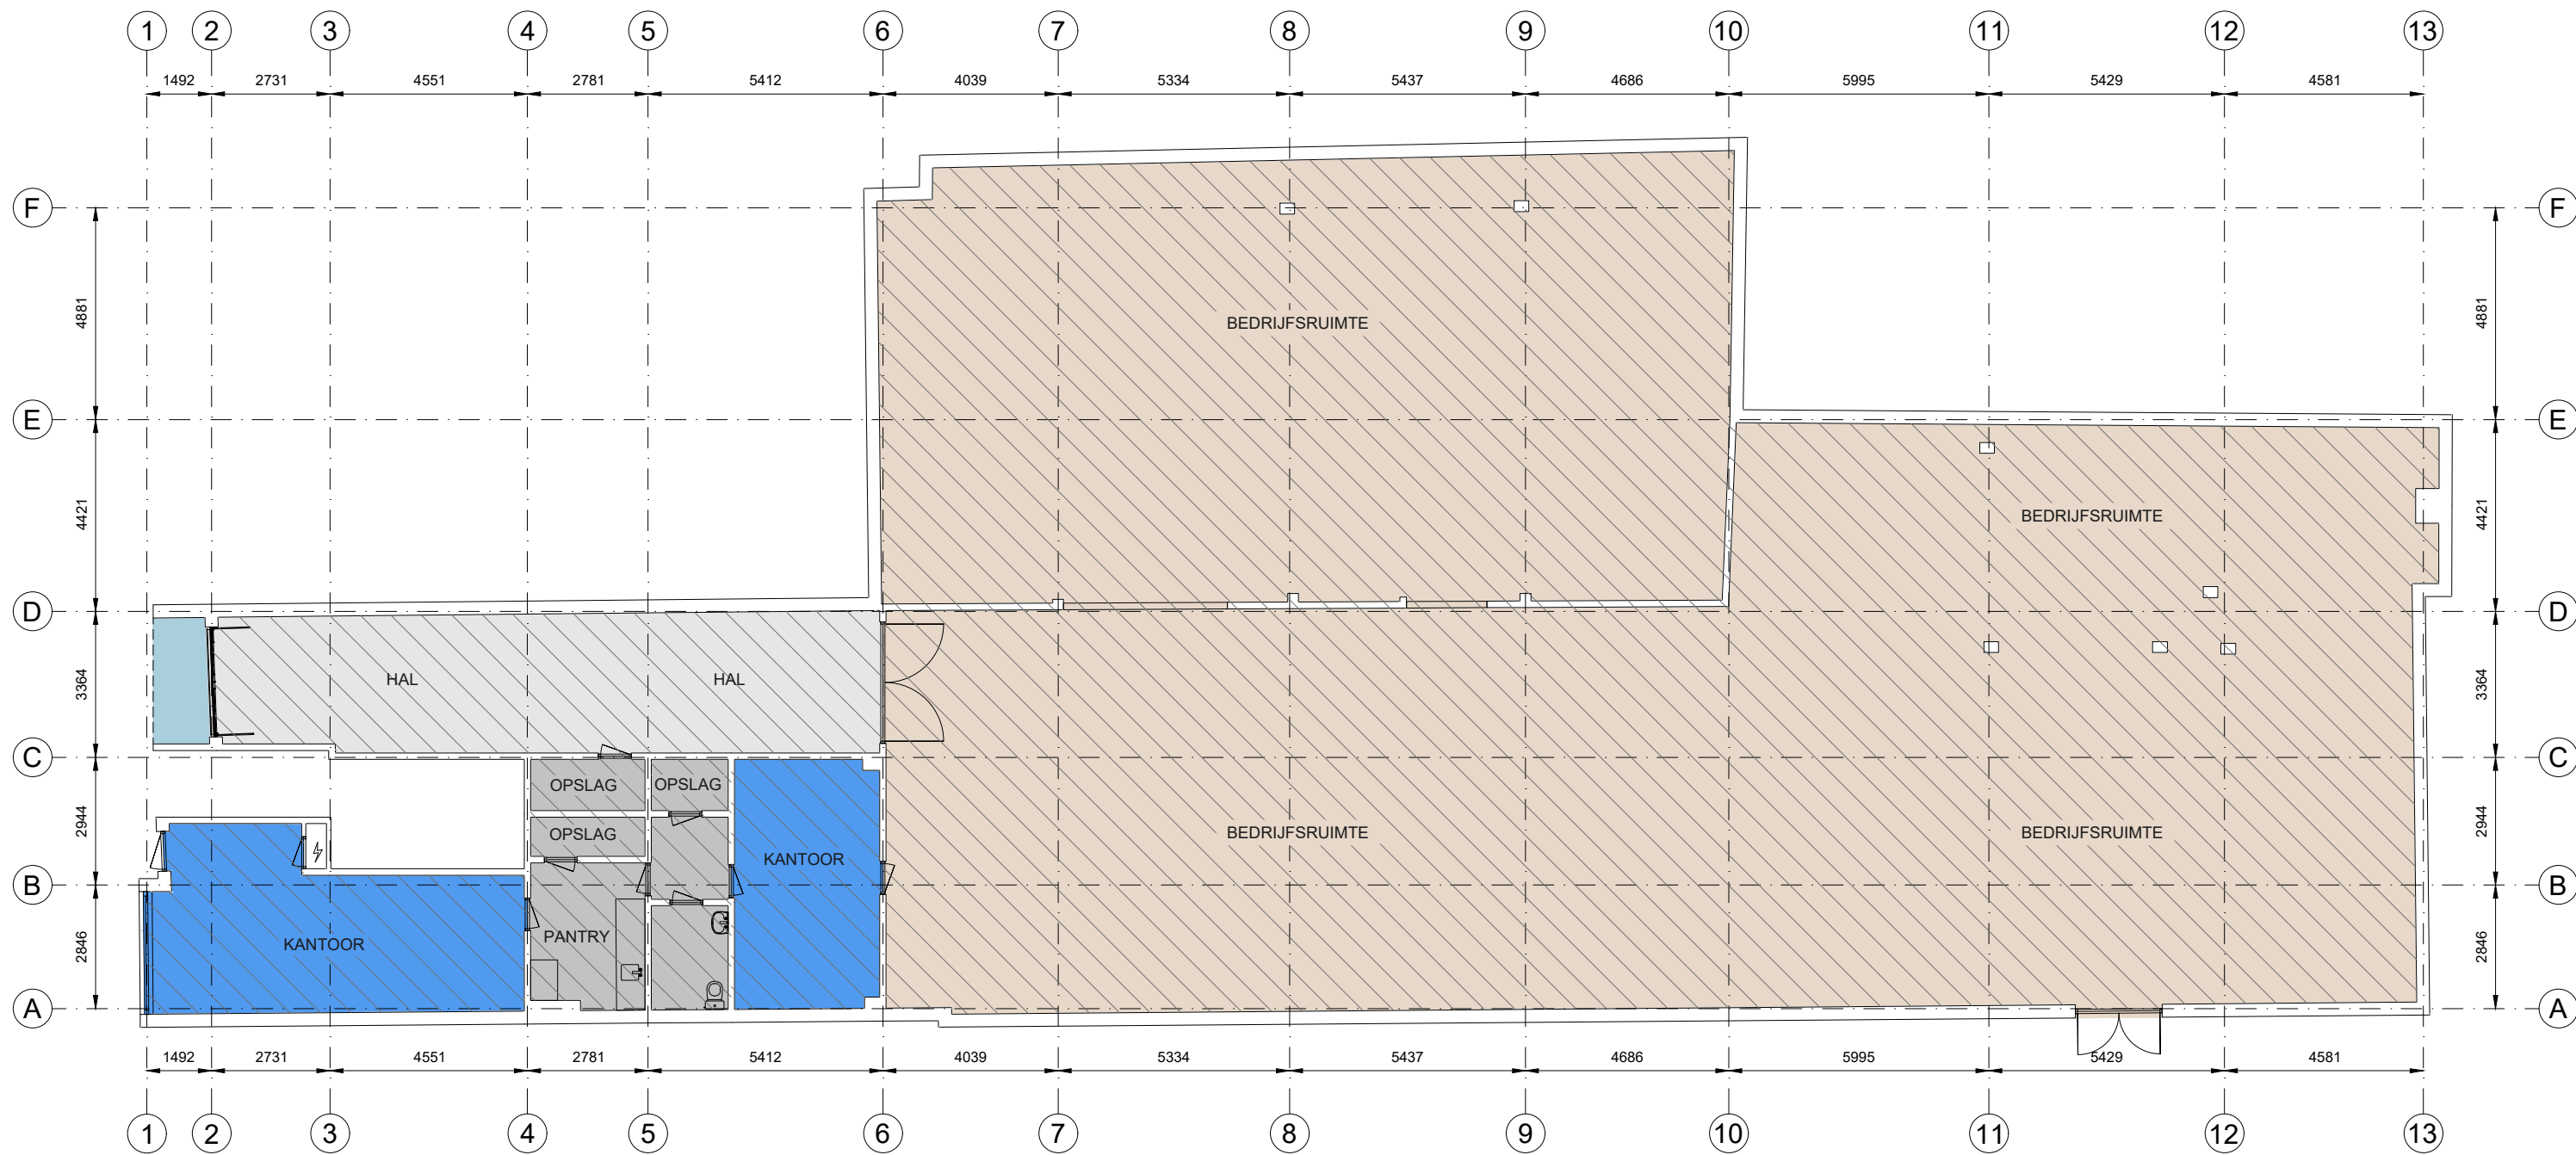 1 2 3 4 5 6 7 8 9 10 11 12 13
1492 2731 4551 2781 5412 4039 5334 5437 4686 5995 5429 4581
F F
4881 4881
BEDRIJFSRUIMTE
E E
4421 4421
BEDRIJFSRUIMTE
D D
3364 3364
HAL HAL
C C
OPSLAG OPSLAG
2944 2944
OPSLAG BEDRIJFSRUIMTE BEDRIJFSRUIMTE
KANTOOR
B B
2846 2846
KANTOOR PANTRY
A A
1492 2731 4551 2781 5412 4039 5334 5437 4686 5995 5429 4581
1 2 3 4 5 6 7 8 9 10 11 12 13